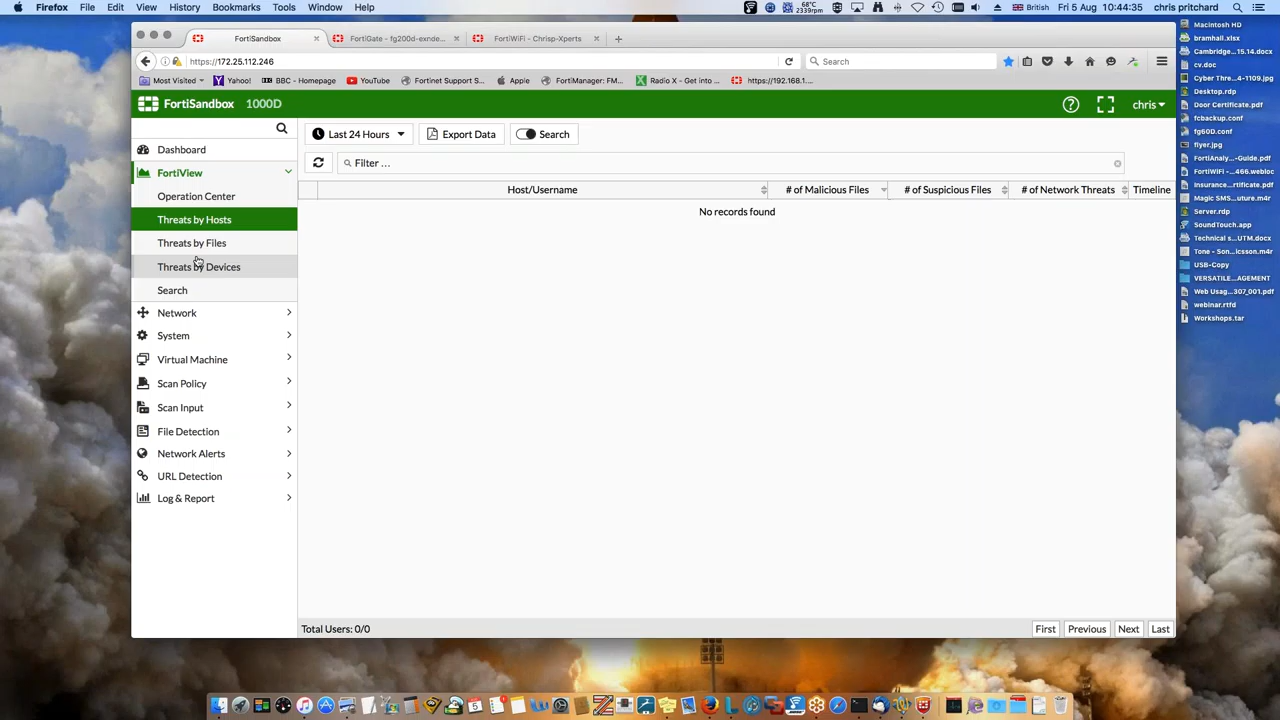 Firefox File Edit View History Bookmarks Tools Window Help
68°C
2339rpm
British Fri 5 Aug 10:44:35 chris pritchard
FortiSandbox
FortiGate - fg200d-exnde...
FortiWiFi - Chrisp-Xperts
https://172.25.112.246
Search
Most Visited
Yahoo!
BBC - Homepage
YouTube
Fortinet Support S...
Apple
FortiManager: FM...
Radio X - Get into ...
https://192.168.1....
FortiSandbox 1000D
chris
Last 24 Hours
Export Data
Search
Filter ...
Host/Username
# of Malicious Files
# of Suspicious Files
# of Network Threats
Timeline
No records found
Dashboard
FortiView
Operation Center
Threats by Hosts
Threats by Files
Threats by Devices
Search
Network
System
Virtual Machine
Scan Policy
Scan Input
File Detection
Network Alerts
URL Detection
Log & Report
Total Users: 0/0
First
Previous
Next
Last
Macintosh HD
bramhall.xlsx
Cambridge...15.14.docx
cv.doc
Cyber Thre...4-1109.jpg
Desktop.rdp
Door Certificate.pdf
fcbackup.conf
fg60D.conf
flyer.jpg
FortiAnaly...-Guide.pdf
FortiWIFI -...466.webloc
Insurance...rtificate.pdf
Magic SMS...uture.m4r
Server.rdp
SoundTouch.app
Technical s...UTM.docx
Tone - Son...icsson.m4r
USB-Copy
VERSATILE...AGEMENT
Web Usag...307_001.pdf
webinar.rtfd
Workshops.tar